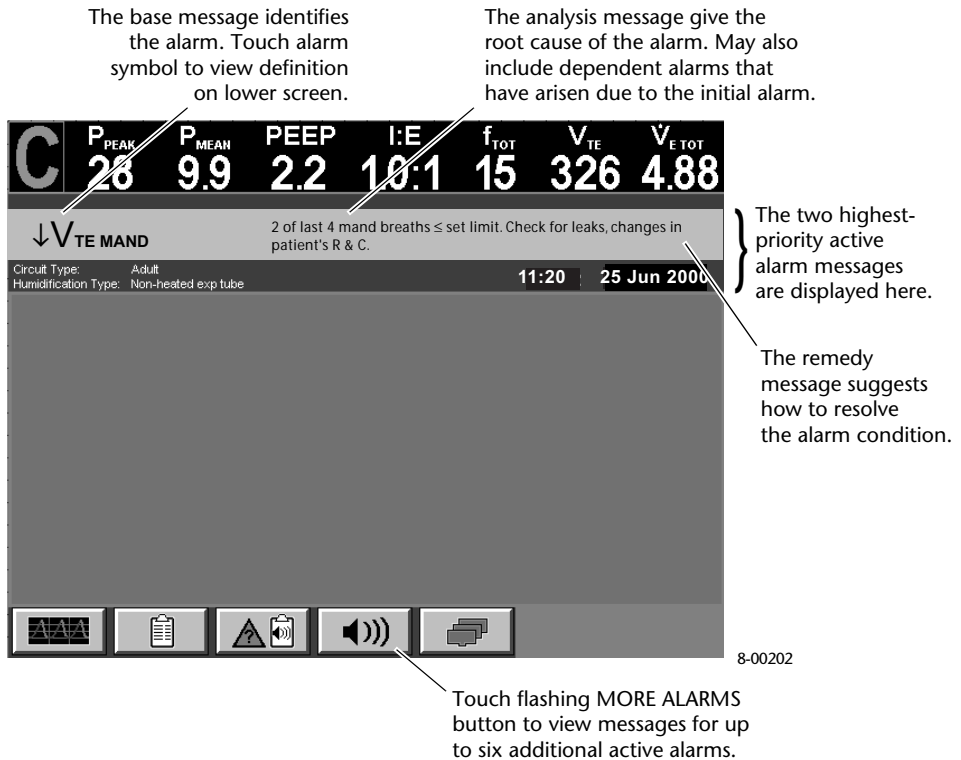 The base message identifies
the alarm. Touch alarm
symbol to view definition
on lower screen.
The analysis message give the
root cause of the alarm. May also
include dependent alarms that
have arisen due to the initial alarm.
C PPEAK PMEAN PEEP I:E fTOT VTE V̇E TOT
28 9.9 2.2 1.0:1 15 326 4.88
↓VTE MAND
2 of last 4 mand breaths ≤ set limit. Check for leaks, changes in
patient's R & C.
Circuit Type: Adult
Humidification Type: Non-heated exp tube
11:20 25 Jun 2000
The two highest-
priority active
alarm messages
are displayed here.
The remedy
message suggests
how to resolve
the alarm condition.
?
8-00202
Touch flashing MORE ALARMS
button to view messages for up
to six additional active alarms.